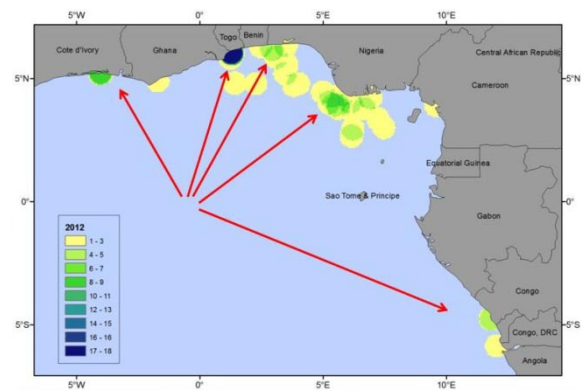 5°W
0°
5°E
10°E
Togo
Benin
Cote d'Ivory
Ghana
Nigeria
Central African Republic
5°N
5°N
Cameroon
Equatorial Guinea
0°
Sao Tome & Principe
0°
Gabon
2012
1 - 3
4 - 5
6 - 7
8 - 9
10 - 11
12 - 13
14 - 15
16 - 16
17 - 18
Congo
5°S
Congo, DRC
5°S
Angola
5°W
0°
5°E
10°E